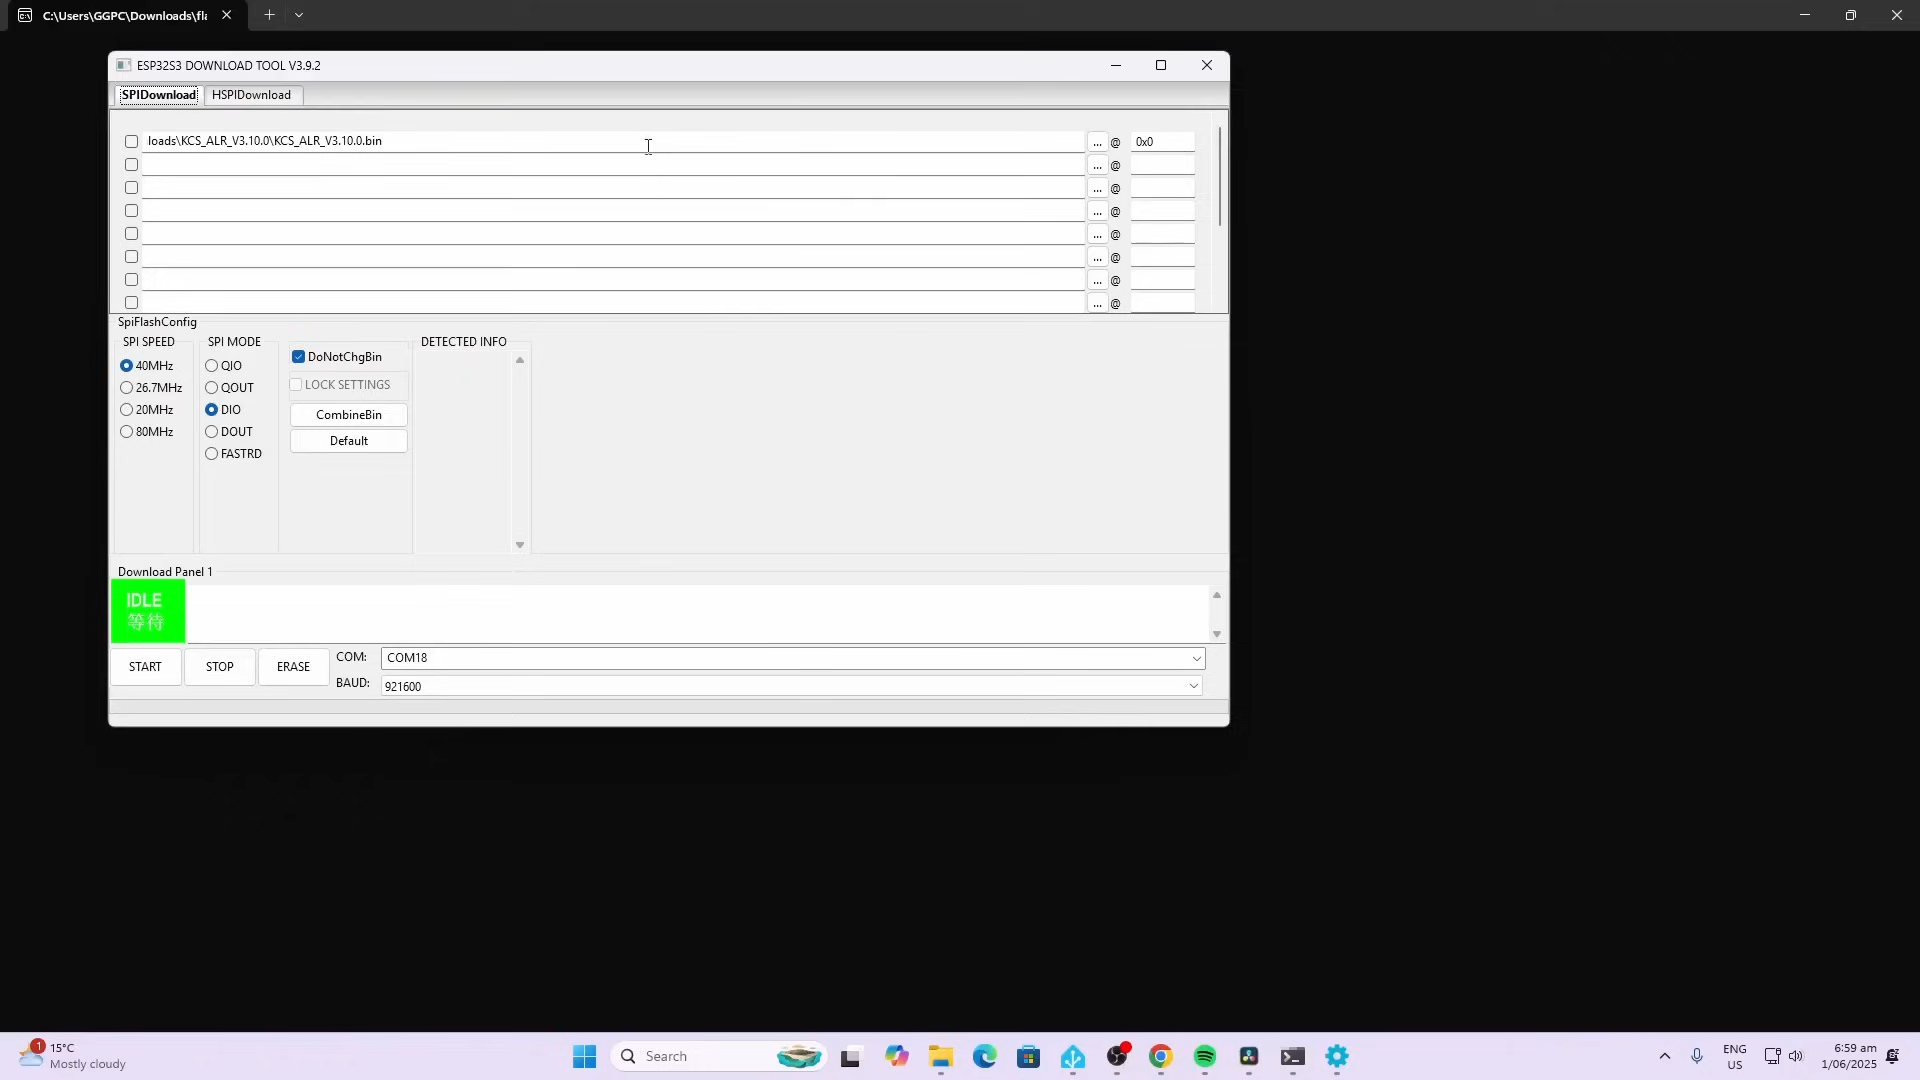 C:\Users\GGPC\Downloads\fla
ESP32S3 DOWNLOAD TOOL V3.9.2
SPIDownload
HSPIDownload
loads\KCS_ALR_V3.10.0\KCS_ALR_V3.10.0.bin
... @ 0x0
... @
... @
... @
... @
... @
... @
... @
SpiFlashConfig
SPI SPEED
40MHz
26.7MHz
20MHz
80MHz
SPI MODE
QIO
QOUT
DIO
DOUT
FASTRD
DoNotChgBin
LOCK SETTINGS
CombineBin
Default
DETECTED INFO
Download Panel 1
IDLE
等待
START
STOP
ERASE
COM:
COM18
BAUD:
921600
1
15°C
Mostly cloudy
Search
ENG
US
6:59 am
1/06/2025